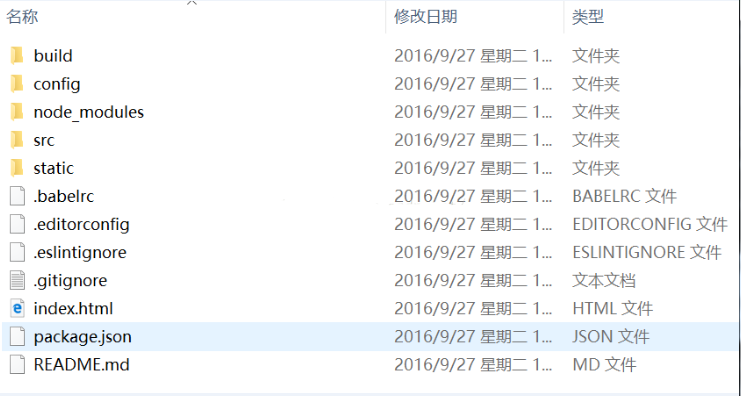 名称 修改日期 类型
build 2016/9/27 星期二 1... 文件夹
config 2016/9/27 星期二 1... 文件夹
node_modules 2016/9/27 星期二 1... 文件夹
src 2016/9/27 星期二 1... 文件夹
static 2016/9/27 星期二 1... 文件夹
.babelrc 2016/9/27 星期二 1... BABELRC 文件
.editorconfig 2016/9/27 星期二 1... EDITORCONFIG 文件
.eslintignore 2016/9/27 星期二 1... ESLINTIGNORE 文件
.gitignore 2016/9/27 星期二 1... 文本文档
index.html 2016/9/27 星期二 1... HTML 文件
package.json 2016/9/27 星期二 1... JSON 文件
README.md 2016/9/27 星期二 1... MD 文件